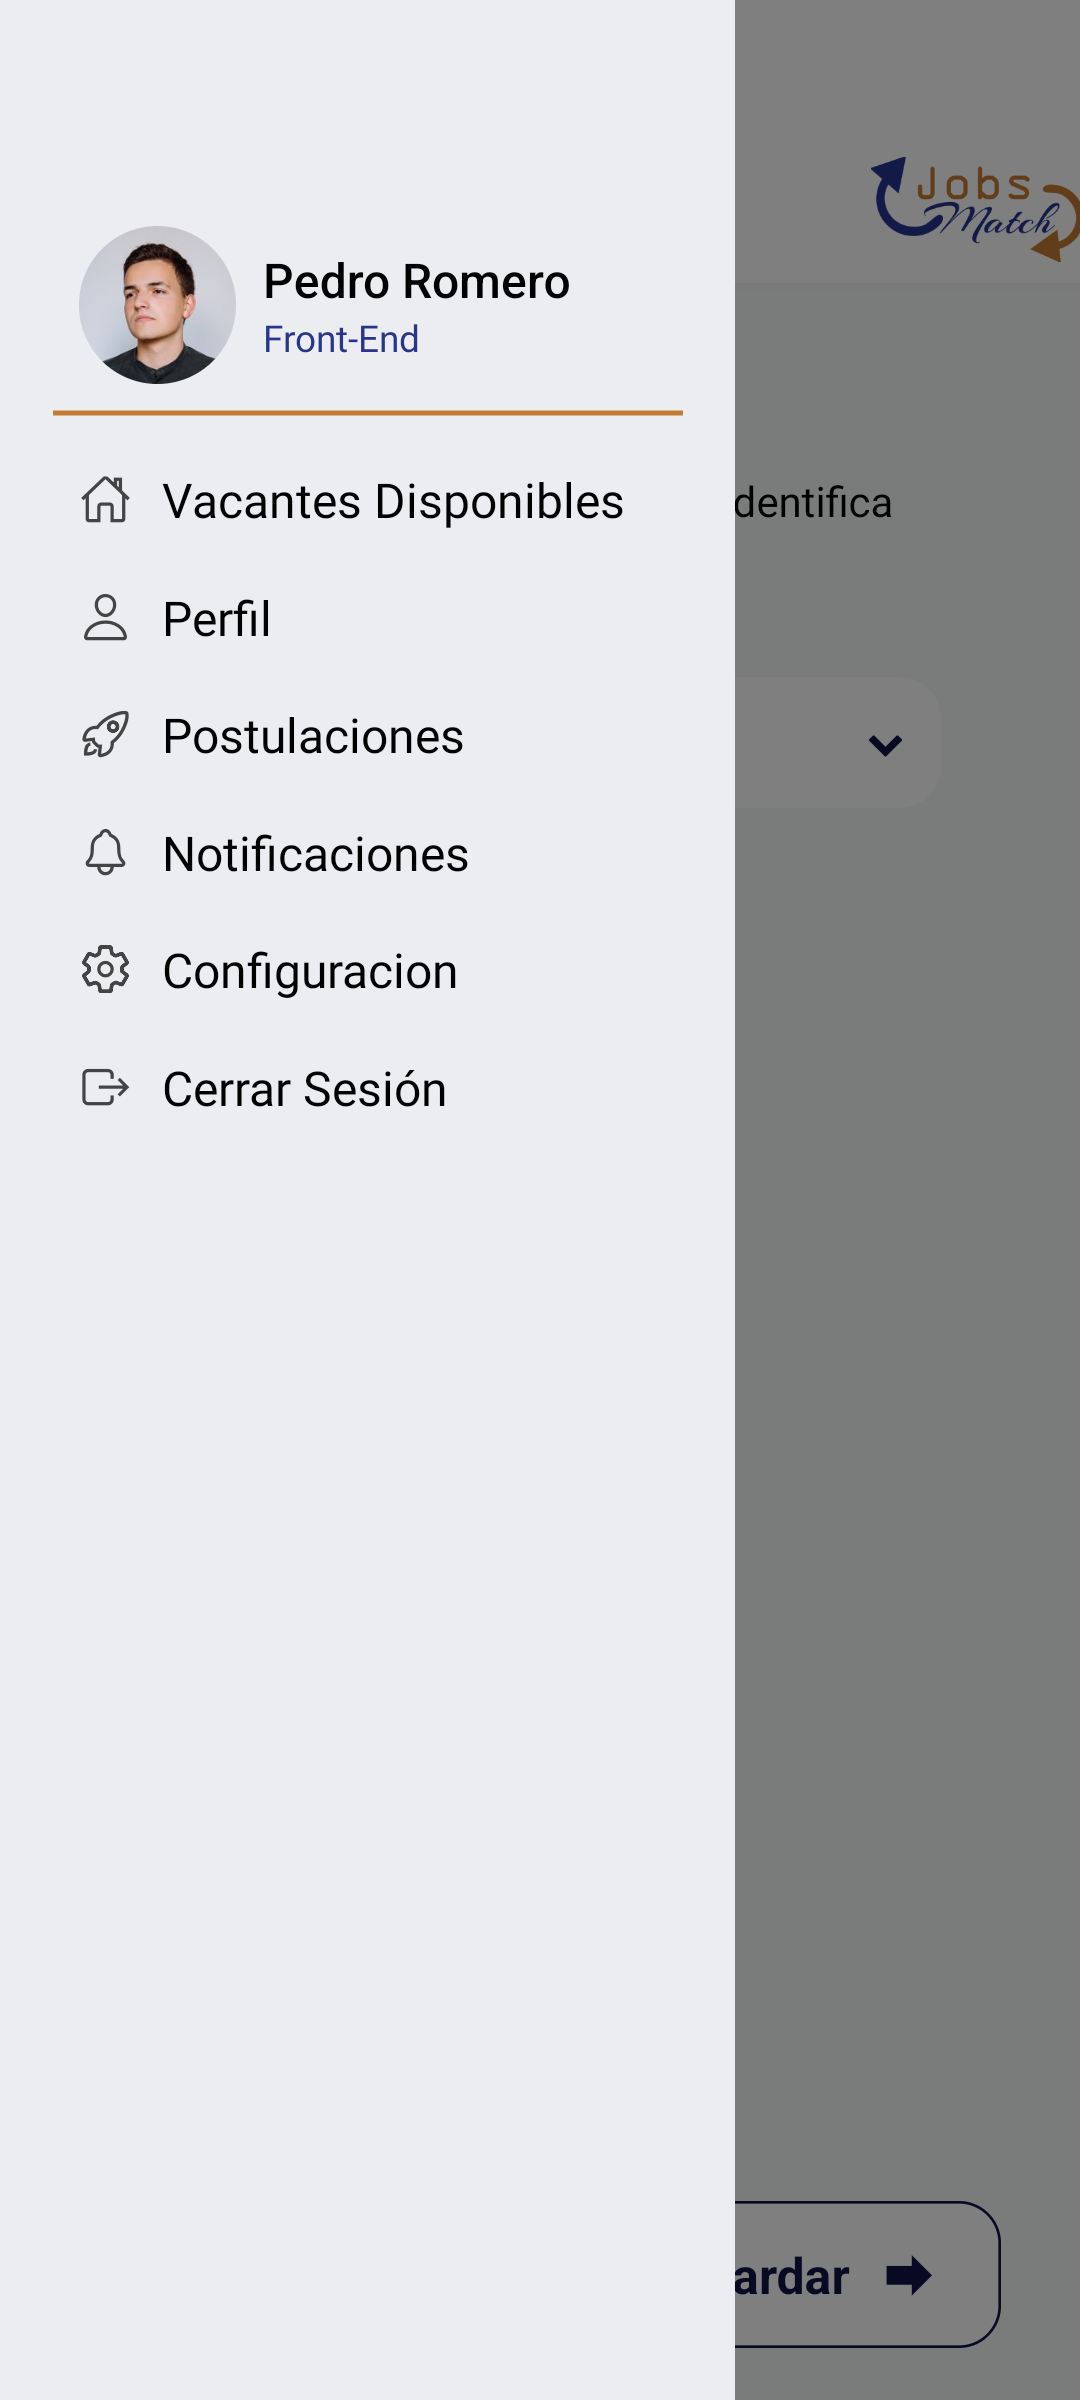 Jobs
Match
Pedro Romero
Front-End
Vacantes Disponibles
dentifica
Perfil
Postulaciones
Notificaciones
Configuracion
Cerrar Sesión
ardar